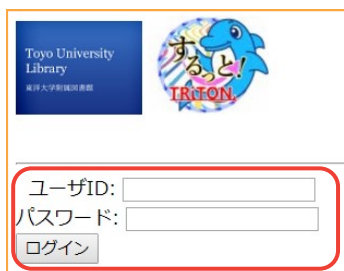 Toyo University
Library
東洋大学附属図書館
するっと!
TRiTON.
ユーザID:
パスワード:
ログイン